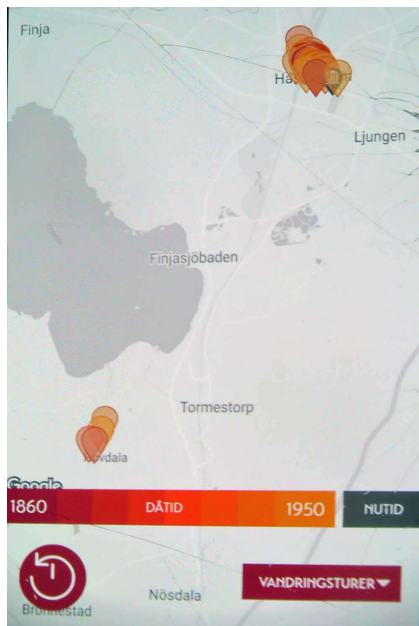 Finja
Ljungen
Finjasjöbaden
Tormestorp
Google
1860
DÅTID
1950
NUTID
VANDRINGSTURER
Nösdala